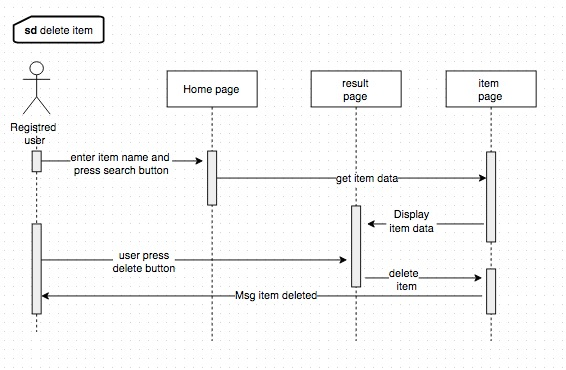 sd delete item
Home page
result
page
item
page
Registred
user
enter item name and
press search button
get item data
Display
item data
user press
delete button
delete
item
Msg item deleted